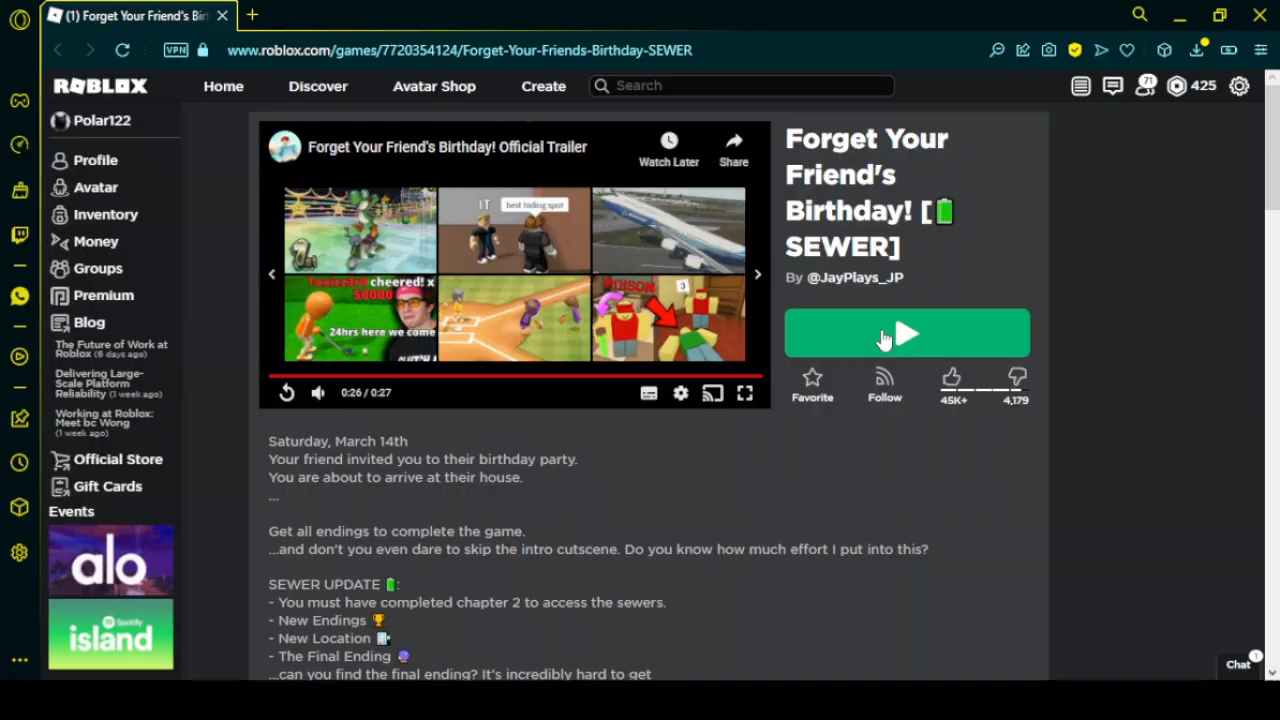 (1) Forget Your Friend's Bir
VPN
www.roblox.com/games/7720354124/Forget-Your-Friends-Birthday-SEWER
ROBLOX
Home
Discover
Avatar Shop
Create
Search
71
425
Polar122
Profile
Avatar
Inventory
Money
Groups
Premium
Blog
The Future of Work at
Roblox (6 days ago)
Delivering Large-
Scale Platform
Reliability (1 week ago)
Working at Roblox:
Meet bc Wong
(1 week ago)
Official Store
Gift Cards
Events
alo
Spotify
island
Forget Your Friend's Birthday! Official Trailer
Watch Later
Share
IT
best hiding spot
cheered! x
50000
24hrs here we come
POISON
3
0:26 / 0:27
Forget Your
Friend's
Birthday! [🔋
SEWER]
By @JayPlays_JP
Favorite
Follow
45K+
4,179
Saturday, March 14th
Your friend invited you to their birthday party.
You are about to arrive at their house.
...
Get all endings to complete the game.
...and don't you even dare to skip the intro cutscene. Do you know how much effort I put into this?
SEWER UPDATE 🔋:
- You must have completed chapter 2 to access the sewers.
- New Endings 🏆
- New Location
- The Final Ending 🔮
...can you find the final ending? It's incredibly hard to get
Chat
1